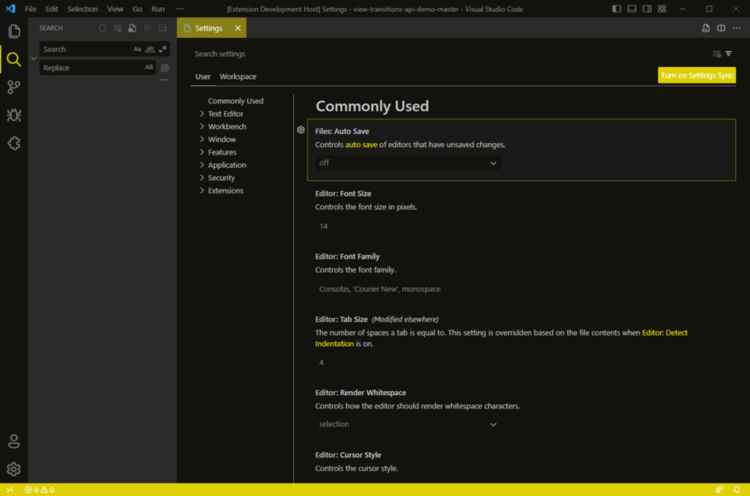 File Edit Selection View Go Run ··· [Extension Development Host] Settings - view-transitions-api-demo-master - Visual Studio Code
SEARCH
Search Aa ab .*
Replace AB
Settings
Search settings
User Workspace
Turn on Settings Sync
Commonly Used
Text Editor
Workbench
Window
Features
Application
Security
Extensions
Commonly Used
Files: Auto Save
Controls auto save of editors that have unsaved changes.
off
Editor: Font Size
Controls the font size in pixels.
14
Editor: Font Family
Controls the font family.
Consolas, 'Courier New', monospace
Editor: Tab Size (Modified elsewhere)
The number of spaces a tab is equal to. This setting is overridden based on the file contents when Editor: Detect
Indentation is on.
4
Editor: Render Whitespace
Controls how the editor should render whitespace characters.
selection
Editor: Cursor Style
Controls the cursor style.
0 0